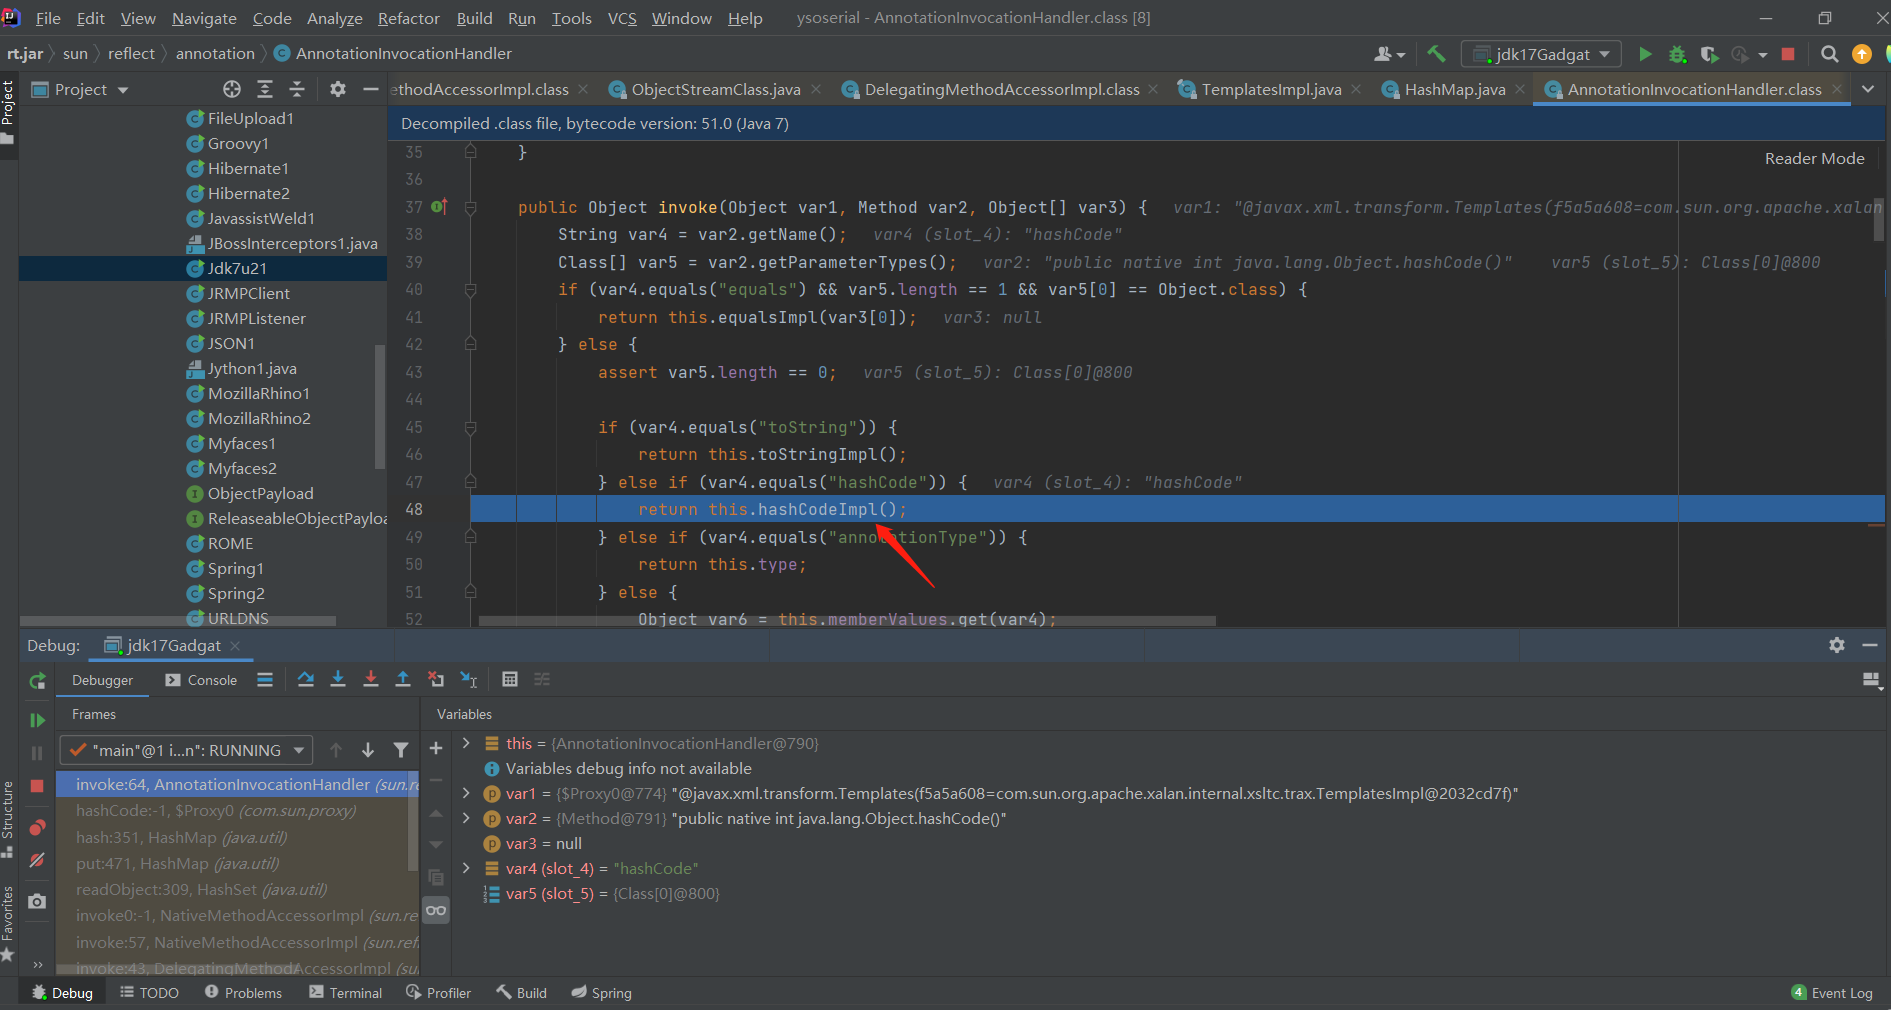 File Edit View Navigate Code Analyze Refactor Build Run Tools VCS Window Help ysoserial - AnnotationInvocationHandler.class [8]
rt.jar sun reflect annotation AnnotationInvocationHandler jdk17Gadgat
Project
Project
ethodAccessorImpl.class ObjectStreamClass.java DelegatingMethodAccessorImpl.class TemplatesImpl.java HashMap.java AnnotationInvocationHandler.class
FileUpload1
Groovy1
Hibernate1
Hibernate2
JavassistWeld1
JBossInterceptors1.java
Jdk7u21
JRMPClient
JRMPListener
JSON1
Jython1.java
MozillaRhino1
MozillaRhino2
Myfaces1
Myfaces2
ObjectPayload
ReleaseableObjectPayloa
ROME
Spring1
Spring2
URLDNS
Decompiled .class file, bytecode version: 51.0 (Java 7)
Reader Mode
35 }
36
37 public Object invoke(Object var1, Method var2, Object[] var3) { var1: "@javax.xml.transform.Templates(f5a5a608=com.sun.org.apache.xalan
38 String var4 = var2.getName(); var4 (slot_4): "hashCode"
39 Class[] var5 = var2.getParameterTypes(); var2: "public native int java.lang.Object.hashCode()" var5 (slot_5): Class[0]@800
40 if (var4.equals("equals") && var5.length == 1 && var5[0] == Object.class) {
41 return this.equalsImpl(var3[0]); var3: null
42 } else {
43 assert var5.length == 0; var5 (slot_5): Class[0]@800
44
45 if (var4.equals("toString")) {
46 return this.toStringImpl();
47 } else if (var4.equals("hashCode")) { var4 (slot_4): "hashCode"
48 return this.hashCodeImpl();
49 } else if (var4.equals("annotationType")) {
50 return this.type;
51 } else {
52 Object var6 = this.memberValues.get(var4);
Debug: jdk17Gadgat
Debugger Console
Frames
"main"@1 i...n": RUNNING
invoke:64, AnnotationInvocationHandler (sun.re
hashCode:-1, $Proxy0 (com.sun.proxy)
hash:351, HashMap (java.util)
put:471, HashMap (java.util)
readObject:309, HashSet (java.util)
invoke0:-1, NativeMethodAccessorImpl (sun.re
invoke:57, NativeMethodAccessorImpl (sun.refl
invoke:43, DelegatingMethodAccessorImpl (su
Variables
this = {AnnotationInvocationHandler@790}
Variables debug info not available
var1 = {$Proxy0@774} "@javax.xml.transform.Templates(f5a5a608=com.sun.org.apache.xalan.internal.xsltc.trax.TemplatesImpl@2032cd7f)"
var2 = {Method@791} "public native int java.lang.Object.hashCode()"
var3 = null
var4 (slot_4) = "hashCode"
var5 (slot_5) = {Class[0]@800}
Structure
Favorites
Debug TODO Problems Terminal Profiler Build Spring 4 Event Log